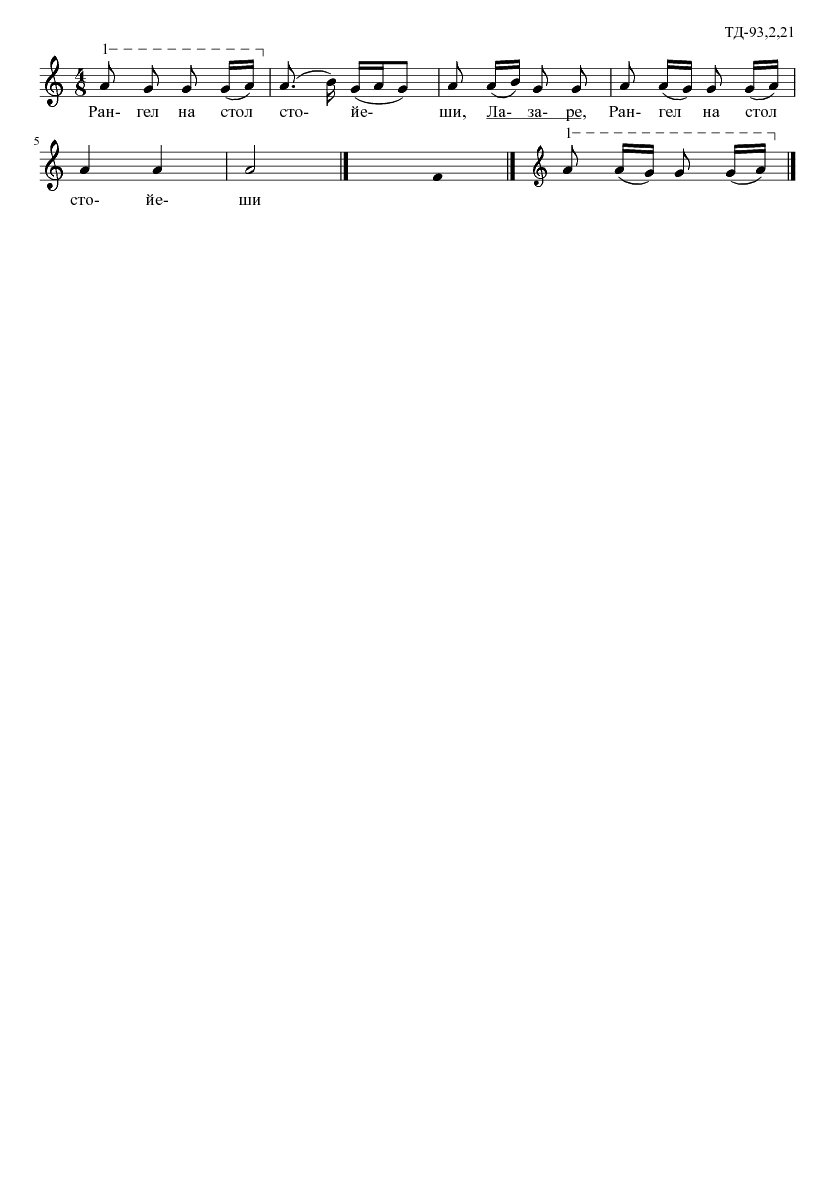 ТД-93,2,21
1
4
8
Ран- гел на стол сто- йе- ши, Ла- за- ре, Ран- гел на стол
5
1
сто- йе- ши